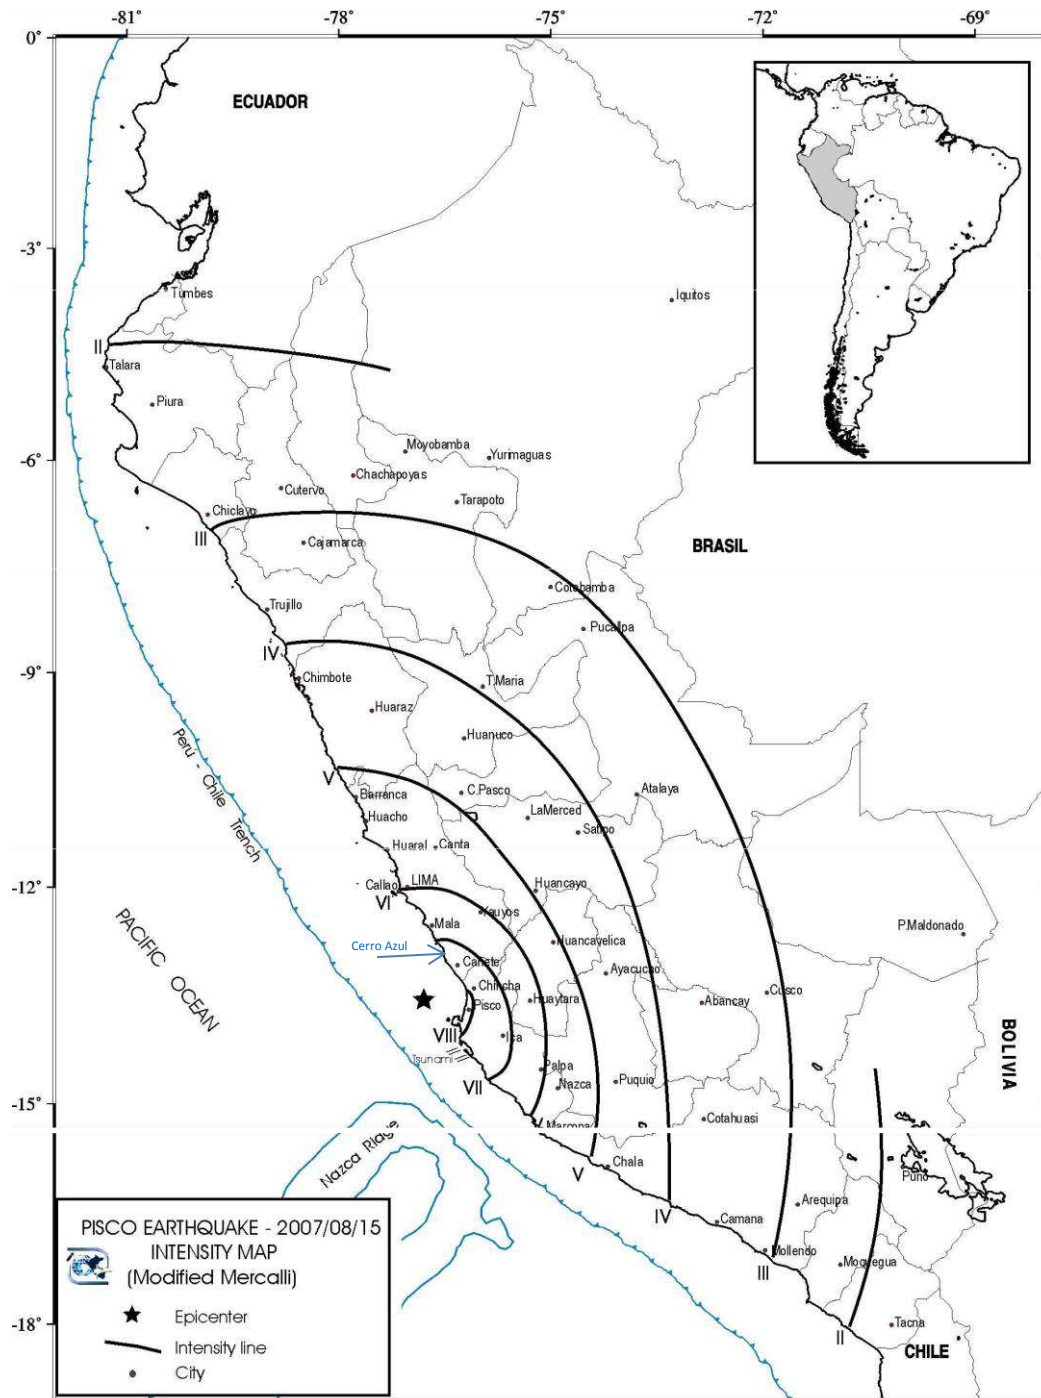 -81° -78° -75° -72° -69°
0°
ECUADOR
-3°
Tumbes
Iquitos
II
Talara
Piura
-6°
Moyobamba
Yurimaguas
Chachapoyas
Cutervo
Tarapoto
Chiclayo
III
Cajamarca
BRASIL
Cotabamba
Trujillo
Pucallpa
IV
-9°
Chimbote
T.Maria
Huaraz
Huanuco
Perú - Chile Trench
V
Barranca
C.Pasco
Atalaya
Huacho
LaMerced
Satipo
Huaral
Canta
-12°
Callao
LIMA
Huancayo
VI
Mala
Yauyos
P.Maldonado
PACIFIC OCEAN
Cerro Azul
Huancavelica
Cañete
Ayacucho
Chincha
Cusco
Pisco
Huaytara
Abancay
VIII
Ica
BOLIVIA
Tsunami
VII
Palpa
Nazca
Puquio
-15°
Cotahuasi
Marcona
Nazca Ridge
V
Chala
Puno
Arequipa
IV
Camana
Mollendo
III
Moquegua
-18°
II
Tacna
CHILE
PISCO EARTHQUAKE - 2007/08/15
INTENSITY MAP
(Modified Mercalli)
Epicenter
Intensity line
City